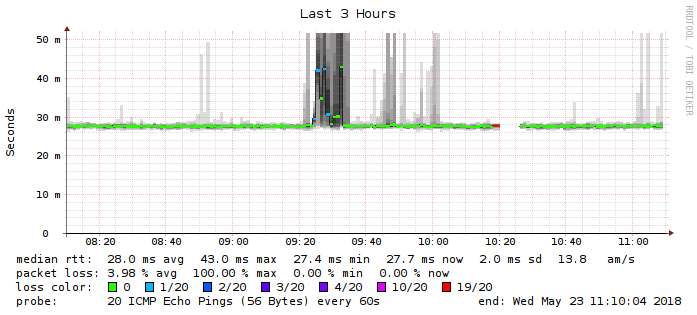 Last 3 Hours
RRDTOOL / TOBI OETIKER
Seconds
50 m
40 m
30 m
20 m
10 m
0
08:20 08:40 09:00 09:20 09:40 10:00 10:20 10:40 11:00
median rtt: 28.0 ms avg 43.0 ms max 27.4 ms min 27.7 ms now 2.0 ms sd 13.8 am/s
packet loss: 3.98 % avg 100.00 % max 0.00 % min 0.00 % now
loss color: 0 1/20 2/20 3/20 4/20 10/20 19/20
probe: 20 ICMP Echo Pings (56 Bytes) every 60s end: Wed May 23 11:10:04 2018